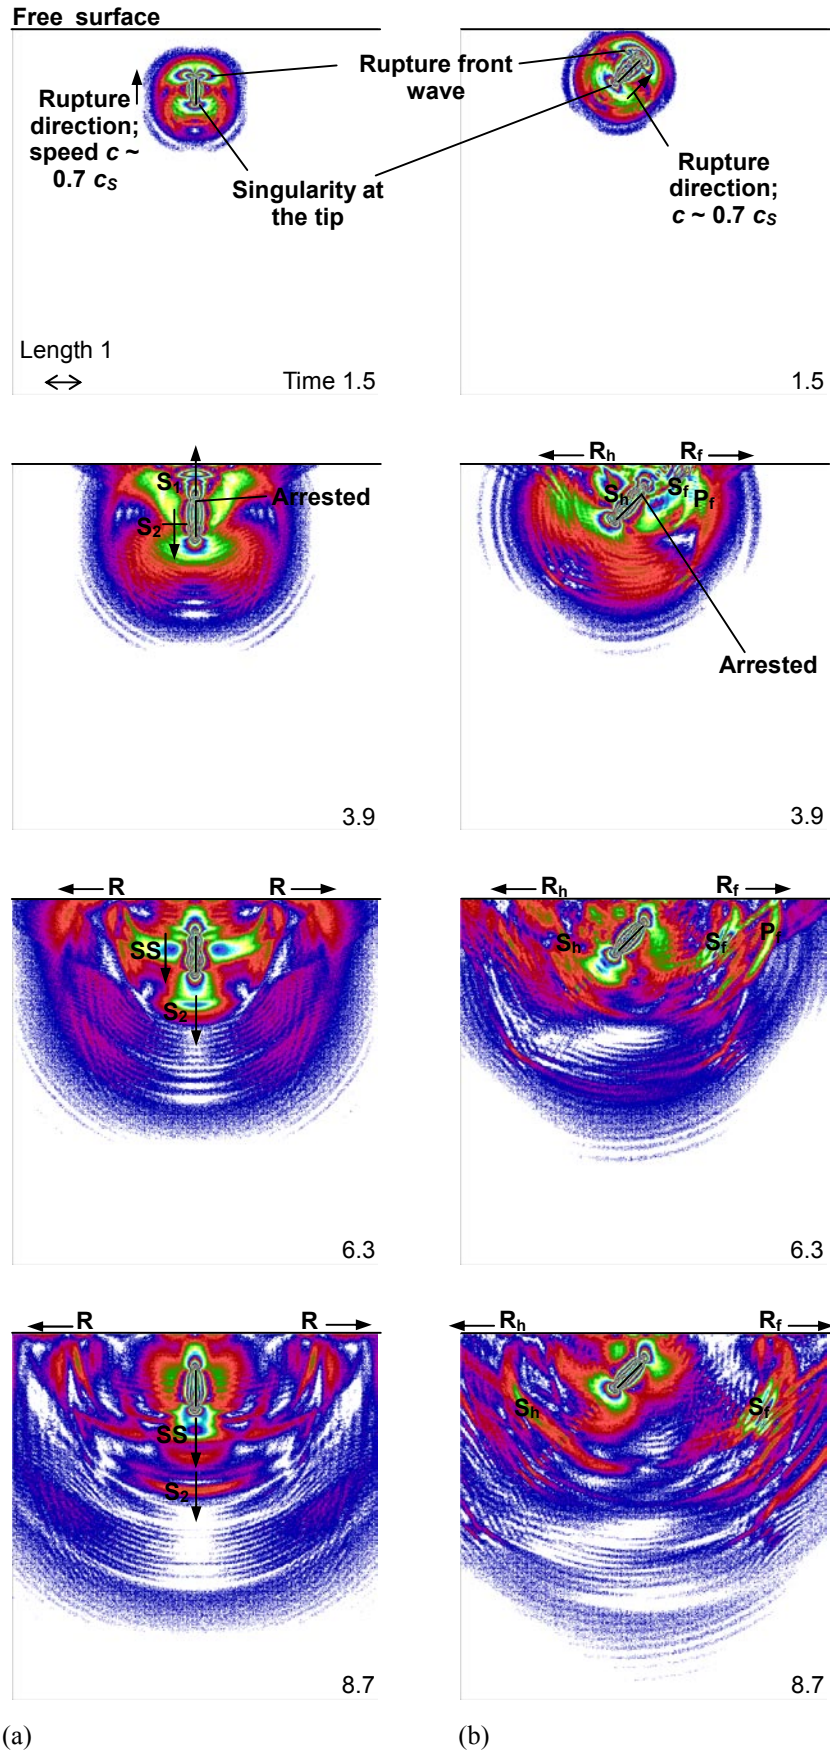 Free surface
Rupture front
wave
Rupture
direction;
speed c ~
0.7 cS
Singularity at
the tip
Rupture
direction;
c ~ 0.7 cS
Length 1
Time 1.5
1.5
S1
Arrested
S2
3.9
Rh
Rf
Sh
Sf
Pf
Arrested
3.9
R
R
SS
S2
6.3
Rh
Rf
Sh
Sf
Pf
6.3
R
R
SS
S2
8.7
Rh
Rf
Sh
Sf
8.7
(a)
(b)